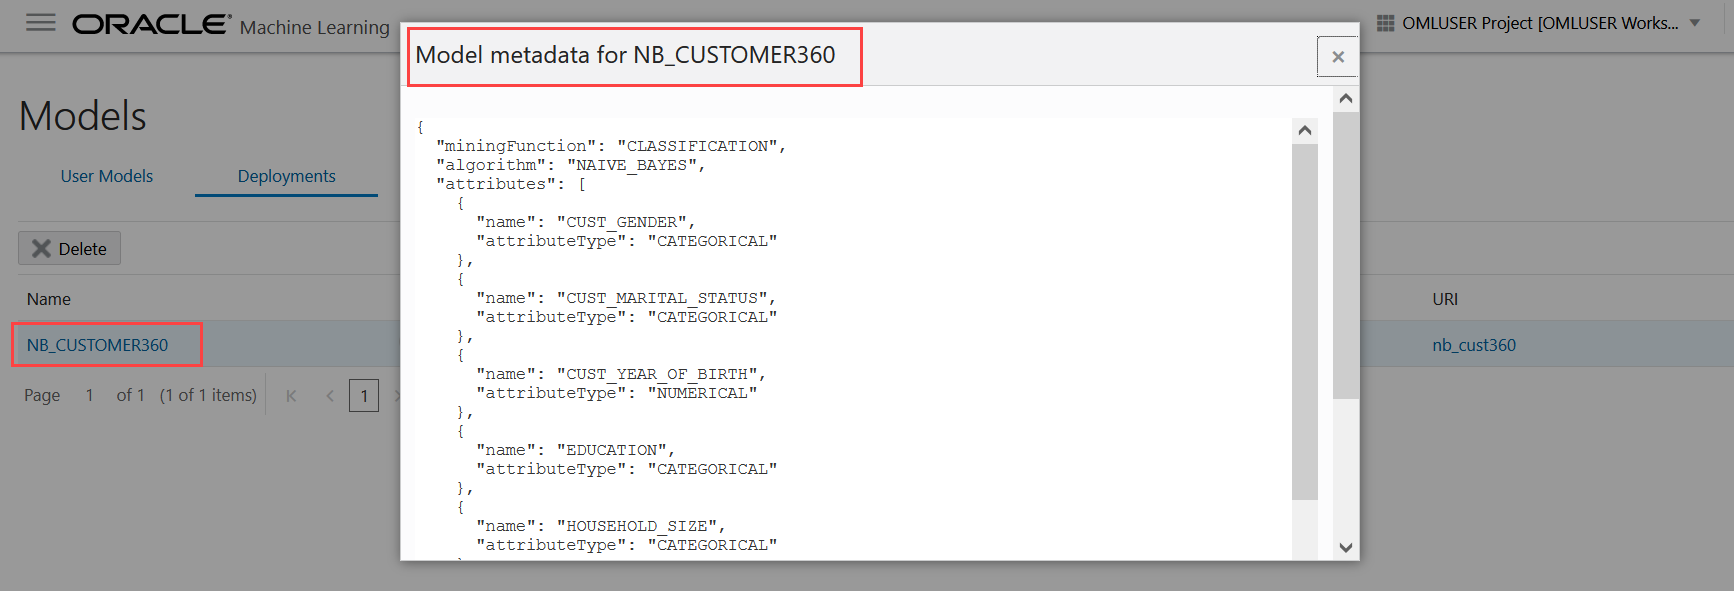 ORACLE® Machine Learning
OMLUSER Project [OMLUSER Works...
Models
User Models
Deployments
Delete
Name
URI
NB_CUSTOMER360
nb_cust360
Page 1 of 1 (1 of 1 items) 1
Model metadata for NB_CUSTOMER360
{
"miningFunction": "CLASSIFICATION",
"algorithm": "NAIVE_BAYES",
"attributes": [
{
"name": "CUST_GENDER",
"attributeType": "CATEGORICAL"
},
{
"name": "CUST_MARITAL_STATUS",
"attributeType": "CATEGORICAL"
},
{
"name": "CUST_YEAR_OF_BIRTH",
"attributeType": "NUMERICAL"
},
{
"name": "EDUCATION",
"attributeType": "CATEGORICAL"
},
{
"name": "HOUSEHOLD_SIZE",
"attributeType": "CATEGORICAL"